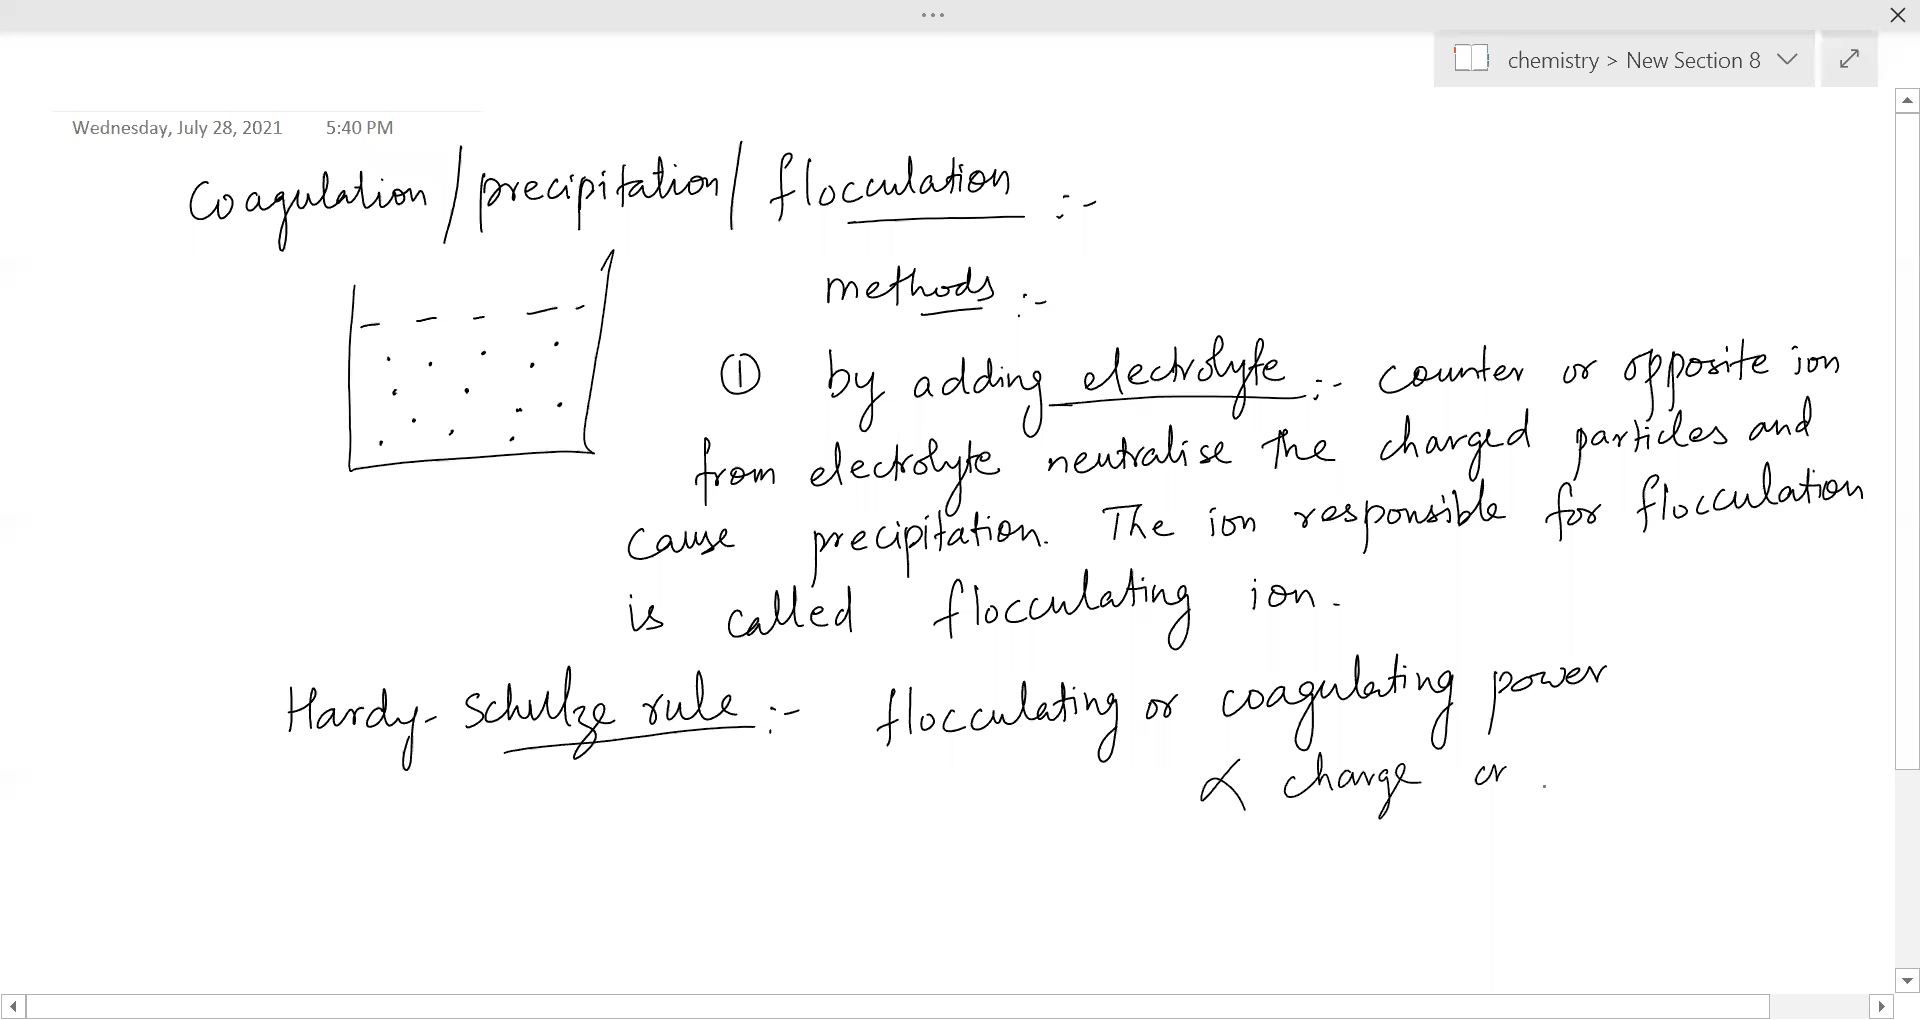 ...
chemistry > New Section 8
Wednesday, July 28, 2021 5:40 PM
Coagulation / precipitation / flocculation :-
methods :-
① by adding electrolyte :- counter or opposite ion
from electrolyte neutralise the charged particles and
cause precipitation. The ion responsible for flocculation
is called flocculating ion.
Hardy-Schulze rule :- flocculating or coagulating power
∝ charge or